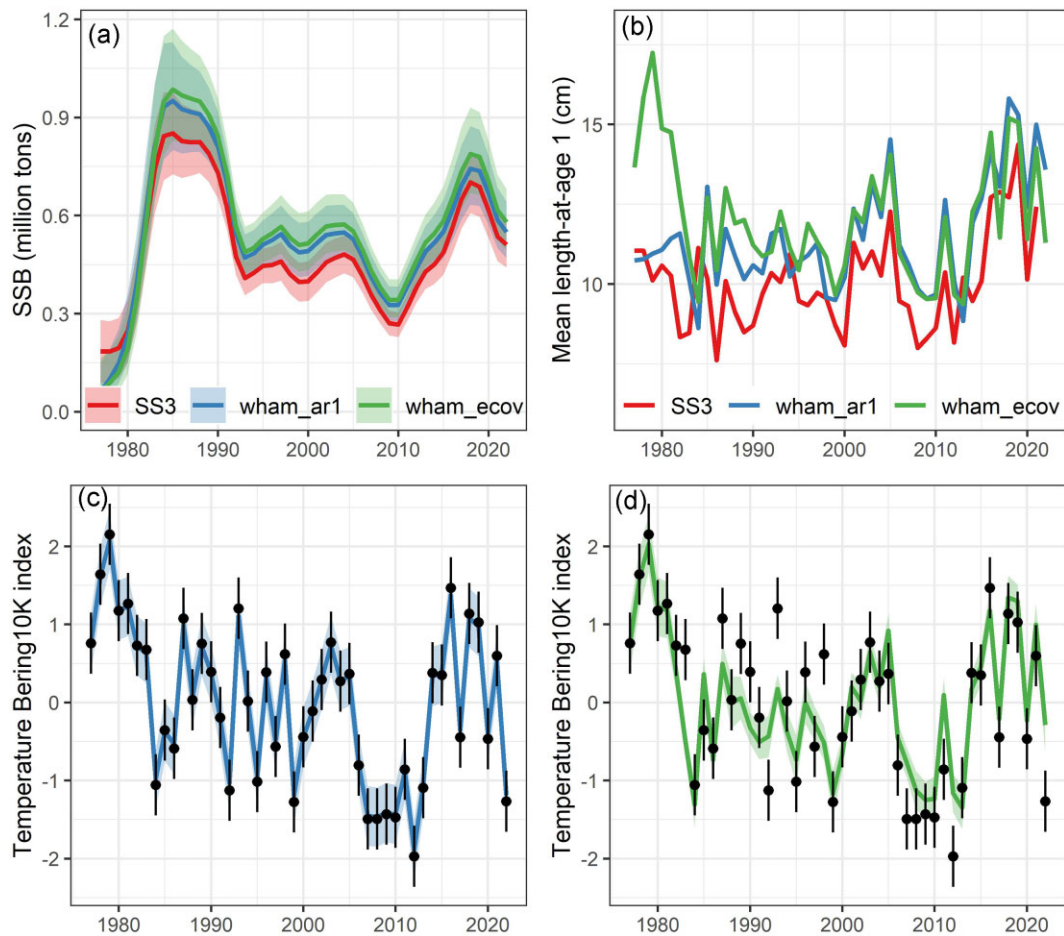 (a)
SSB (million tons)
1.2
0.9
0.6
0.3
0.0
SS3 wham_ar1 wham_ecov
1980 1990 2000 2010 2020
(b)
Mean length-at-age 1 (cm)
15
10
SS3 wham_ar1 wham_ecov
1980 1990 2000 2010 2020
(c)
Temperature Bering10K index
2
1
0
-1
-2
1980 1990 2000 2010 2020
(d)
Temperature Bering10K index
2
1
0
-1
-2
1980 1990 2000 2010 2020